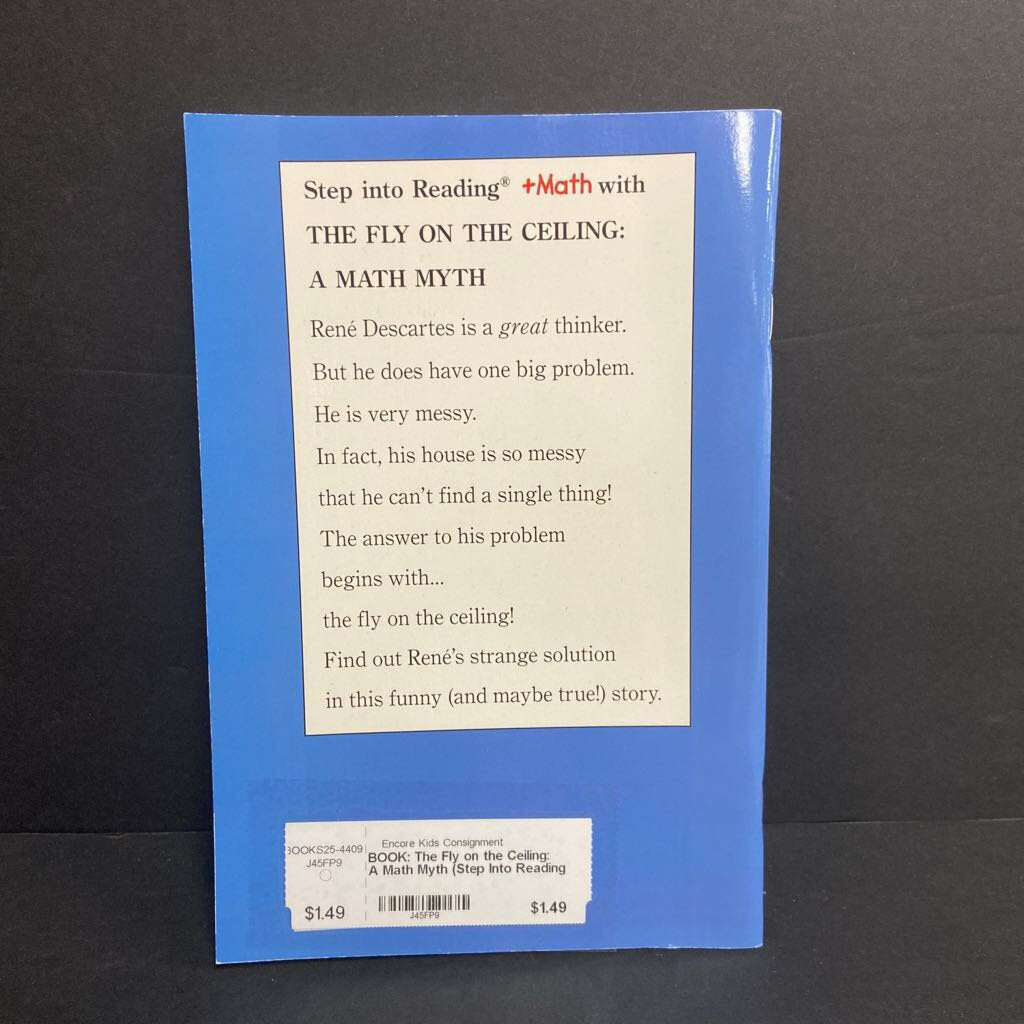 Step into Reading® +Math with
THE FLY ON THE CEILING:
A MATH MYTH
René Descartes is a great thinker.
But he does have one big problem.
He is very messy.
In fact, his house is so messy
that he can't find a single thing!
The answer to his problem
begins with...
the fly on the ceiling!
Find out René's strange solution
in this funny (and maybe true!) story.
BOOKS25-4409
J45FP9
$1.49
Encore Kids Consignment
BOOK: The Fly on the Ceiling:
A Math Myth (Step Into Reading
J45FP9
$1.49